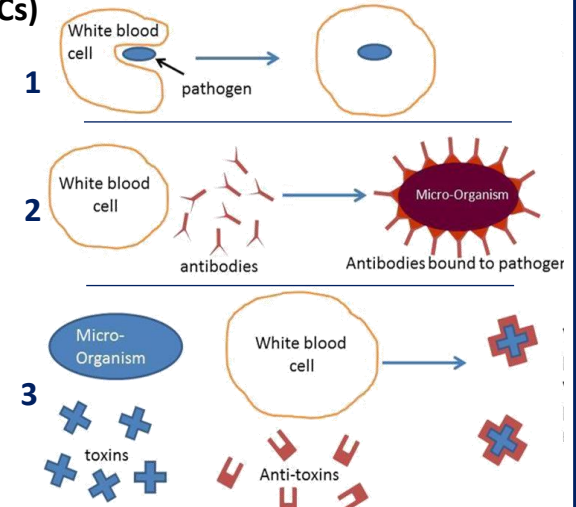 Cs)
White blood
cell
pathogen
1
White blood
cell
2
antibodies
Micro-Organism
Antibodies bound to pathogen
Micro-
Organism
White blood
cell
3
toxins
Anti-toxins